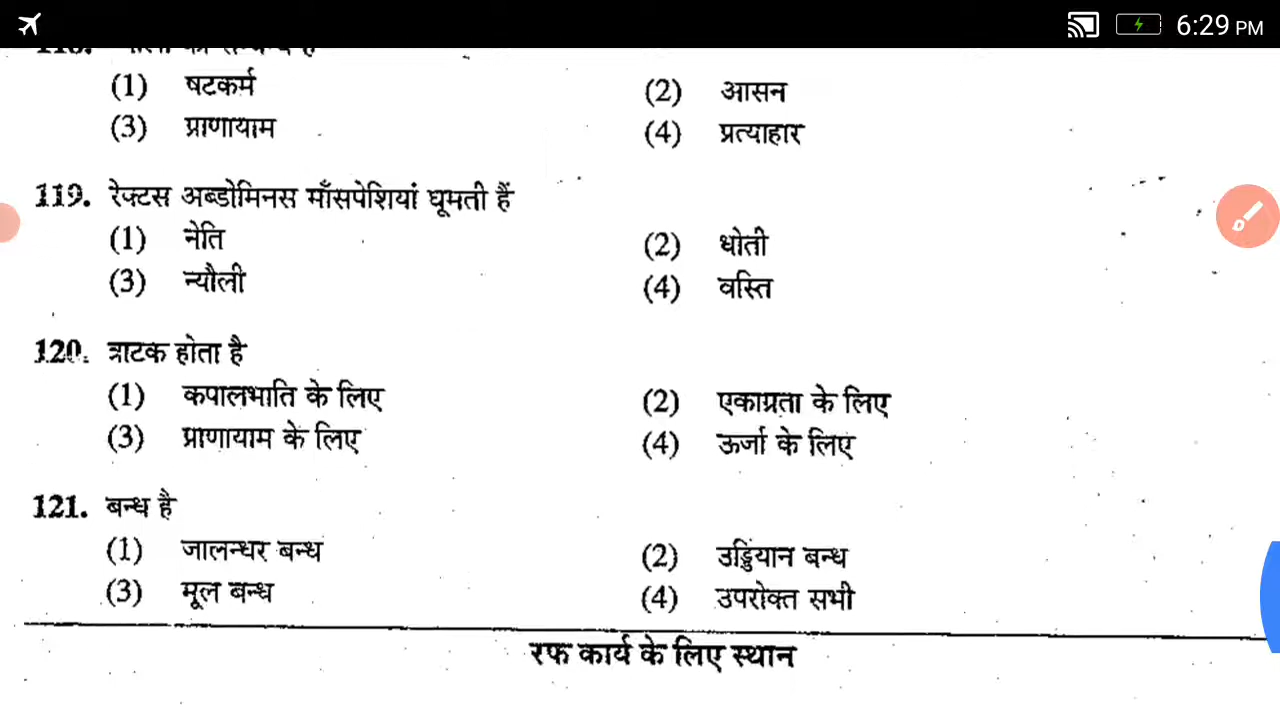 6:29 PM
(1) षटकर्म (2) आसन
(3) प्राणायाम (4) प्रत्याहार
119. रेक्टस अब्डोमिनस माँसपेशियां घूमती हैं
(1) नेति (2) धोती
(3) न्यौली (4) वस्ति
120. त्राटक होता है
(1) कपालभाति के लिए (2) एकाग्रता के लिए
(3) प्राणायाम के लिए (4) ऊर्जा के लिए
121. बन्ध है
(1) जालन्धर बन्ध (2) उड्डियान बन्ध
(3) मूल बन्ध (4) उपरोक्त सभी
रफ कार्य के लिए स्थान